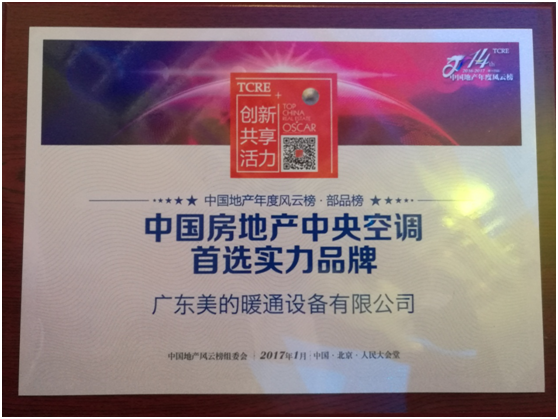 TCRE
14th
中国地产年度风云榜
TCRE
创新
共享
活力
TOP
CHINA
REAL ESTATE
OSCAR
中国地产年度风云榜·部品榜
中国房地产中央空调
首选实力品牌
广东美的暖通设备有限公司
中国地产风云榜组委会 2017年1月 中国·北京·人民大会堂